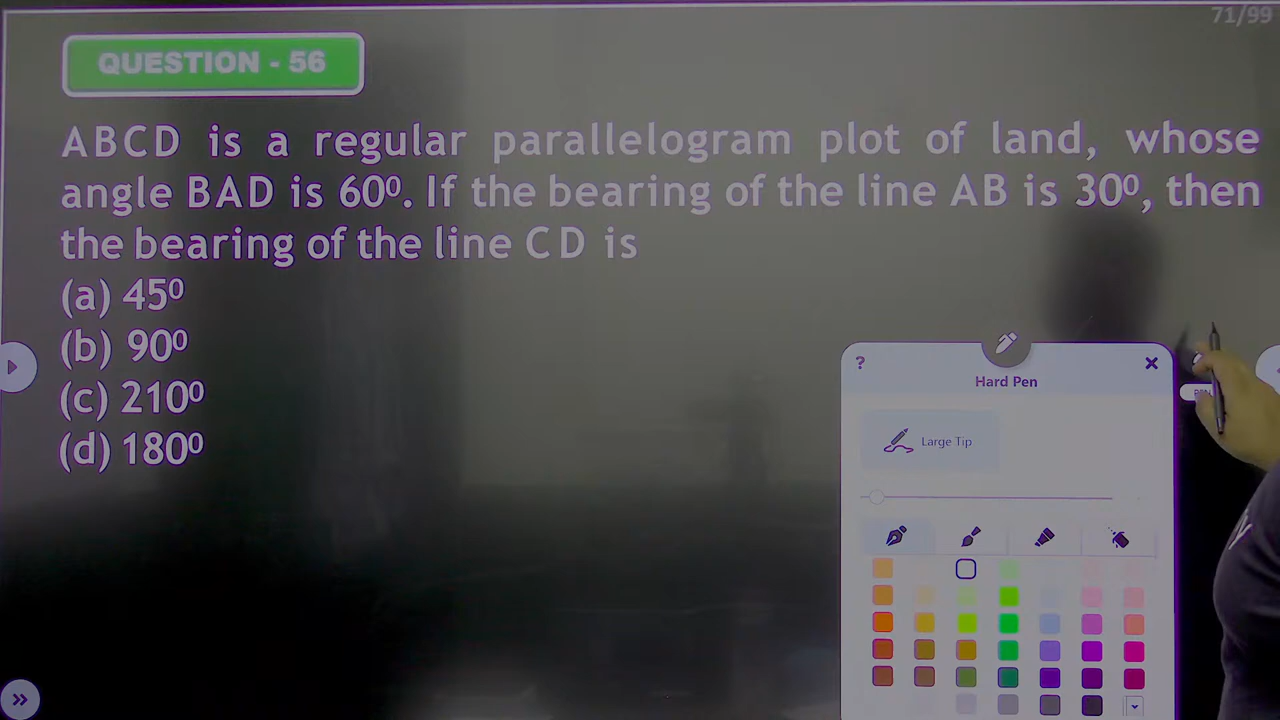 71/99
QUESTION - 56
ABCD is a regular parallelogram plot of land, whose
angle BAD is 60⁰. If the bearing of the line AB is 30⁰, then
the bearing of the line CD is
(a) 45⁰
(b) 90⁰
(c) 210⁰
(d) 180⁰
?
Hard Pen
Large Tip